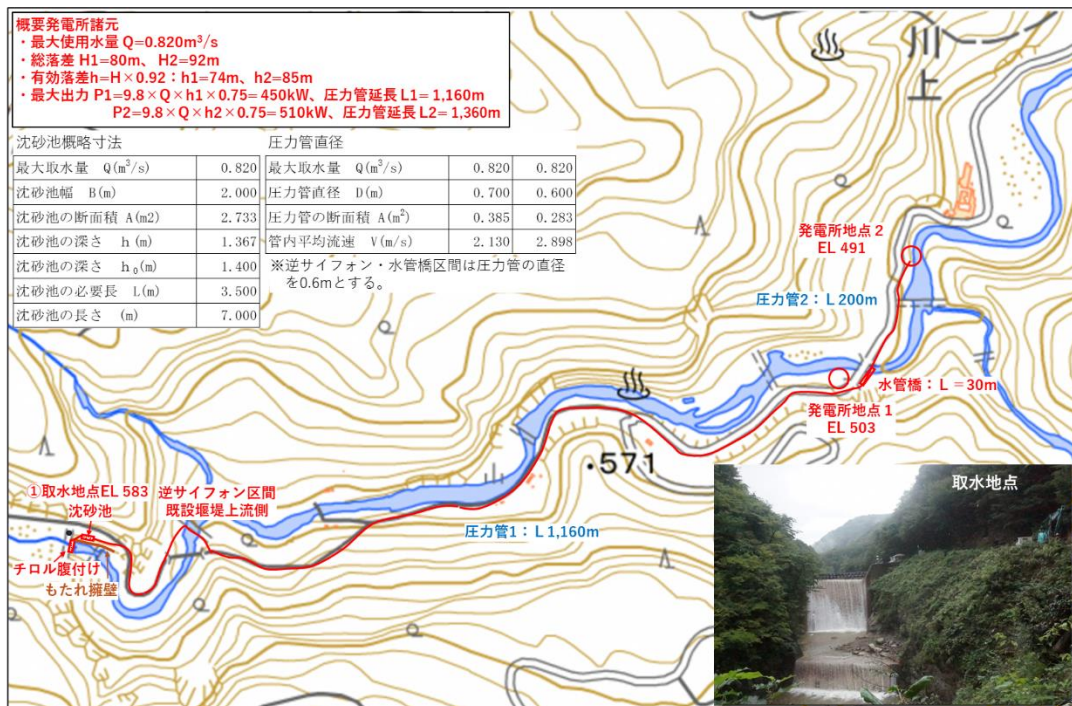 概要発電所諸元
・最大使用水量 Q=0.820m³/s
・総落差 H1=80m、H2=92m
・有効落差h=H×0.92：h1=74m、h2=85m
・最大出力 P1=9.8×Q×h1×0.75=450kW、圧力管延長 L1=1,160m
P2=9.8×Q×h2×0.75=510kW、圧力管延長 L2=1,360m
沈砂池概略寸法
最大取水量 Q(m³/s) 0.820
沈砂池幅 B(m) 2.000
沈砂池の断面積 A(m2) 2.733
沈砂池の深さ h(m) 1.367
沈砂池の深さ h₀(m) 1.400
沈砂池の必要長 L(m) 3.500
沈砂池の長さ (m) 7.000
圧力管直径
最大取水量 Q(m³/s) 0.820 0.820
圧力管直径 D(m) 0.700 0.600
圧力管の断面積 A(m²) 0.385 0.283
管内平均流速 V(m/s) 2.130 2.898
※逆サイフォン・水管橋区間は圧力管の直径
を0.6mとする。
川上
発電所地点2
EL 491
圧力管2：L 200m
水管橋：L =30m
発電所地点1
EL 503
・571
圧力管1：L 1,160m
①取水地点EL 583
沈砂池
逆サイフォン区間
既設堰堤上流側
チロル腹付け
もたれ擁壁
取水地点